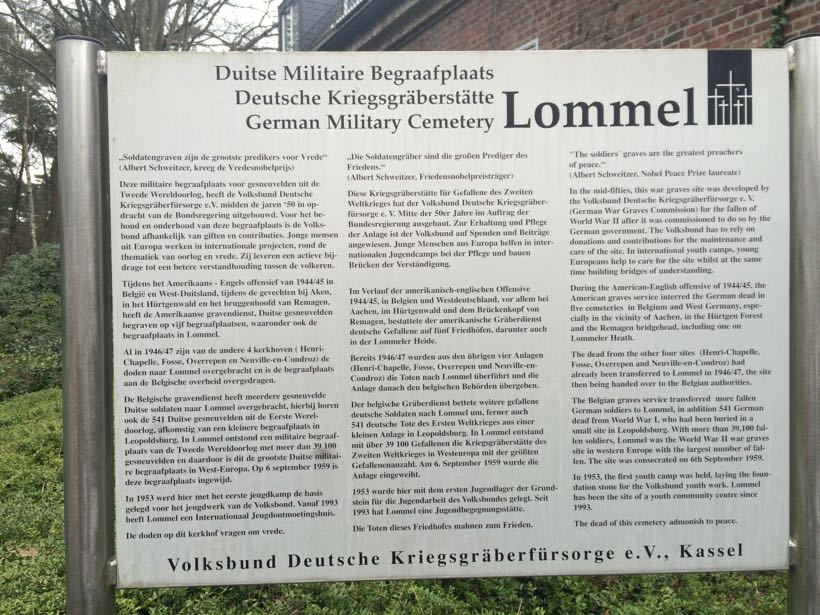 Duitse Militaire Begraafplaats
Deutsche Kriegsgräberstätte
German Military Cemetery
Lommel
„Soldatengraven zijn de grootste predikers voor Vrede“
(Albert Schweitzer, kreeg de Vredesnobelprijs)
Deze militaire begraafplaats voor gesneuvelden uit de
Tweede Wereldoorlog, heeft de Volksbund Deutsche
Kriegsgräberfürsorge e.V. midden de jaren ‘50 in op-
dracht van de Bondsregering uitgebouwd. Voor het be-
houd en onderhoud van deze begraafplaats is de Volks-
bund afhankelijk van giften en contributies. Jonge mensen
uit Europa werken in internationale projecten, rond de
thematiek van oorlog en vrede. Zij leveren een actieve bij-
drage tot een betere verstandhouding tussen de volkeren.
Tijdens het Amerikaans - Engels offensief van 1944/45 in
België en West-Duitsland, tijdens de gevechten bij Aken,
in het Hürtgenwald en het bruggenhoofd van Remagen,
heeft de Amerikaanse gravendienst, Duitse gesneuvelden
begraven op vijf begraafplaatsen, waaronder ook de
begraafplaats in Lommel.
Al in 1946/47 zijn van de andere 4 kerkhoven ( Henri-
Chapelle, Fosse, Overrepen en Neuville-en-Condroz) de
doden naar Lommel overgebracht en is de begraafplaats
aan de Belgische overheid overgedragen.
De Belgische gravendienst heeft meerdere gesneuvelde
Duitse soldaten naar Lommel overgebracht, hierbij horen
ook de 541 Duitse gesneuvelden uit de Eerste Werel-
doorlog, afkomstig van een kleinere begraafplaats in
Leopoldsburg. In Lommel ontstond een militaire begraaf-
plaats van de Tweede Wereldoorlog met meer dan 39 100
gesneuvelden en daardoor is dit de grootste Duitse militai-
re begraafplaats in West-Europa. Op 6 september 1959 is
deze begraafplaats ingewijd.
In 1953 werd hier met het eerste jeugdkamp de basis
gelegd voor het jeugdwerk van de Volksbond. Vanaf 1993
heeft Lommel een Internationaal Jeugdontmoetingshuis.
De doden op dit kerkhof vragen om vrede.
„Die Soldatengräber sind die großen Prediger des
Friedens.“
(Albert Schweitzer, Friedensnobelpreisträger)
Diese Kriegsgräberstätte für Gefallene des Zweiten
Weltkrieges hat der Volksbund Deutsche Kriegsgräber-
fürsorge e. V. Mitte der 50er Jahre im Auftrag der
Bundesregierung ausgebaut. Zur Erhaltung und Pflege
der Anlage ist der Volksbund auf Spenden und Beiträge
angewiesen. Junge Menschen aus Europa helfen in inter-
nationalen Jugendcamps bei der Pflege und bauen
Brücken der Verständigung.
Im Verlauf der amerikanisch-englischen Offensive
1944/45, in Belgien und Westdeutschland, vor allem bei
Aachen, im Hürtgenwald und dem Brückenkopf von
Remagen, bestattete der amerikanische Gräberdienst
deutsche Gefallene auf fünf Friedhöfen, darunter auch
in der Lommeler Heide.
Bereits 1946/47 wurden aus den übrigen vier Anlagen
(Henri-Chapelle, Fosse, Overrepen und Neuville-en-
Condroz) die Toten nach Lommel überführt und die
Anlage danach den belgischen Behörden übergeben.
Der belgische Gräberdienst bettete weitere gefallene
deutsche Soldaten nach Lommel um, ferner auch
541 deutsche Tote des Ersten Weltkrieges aus einer
kleinen Anlage in Leopoldsburg. In Lommel entstand
mit über 39 100 Gefallenen die Kriegsgräberstätte des
Zweiten Weltkrieges in Westeuropa mit der größten
Gefallenenanzahl. Am 6. September 1959 wurde die
Anlage eingeweiht.
1953 wurde hier mit dem ersten Jugendlager der Grund-
stein für die Jugendarbeit des Volksbundes gelegt. Seit
1993 hat Lommel eine Jugendbegegnungsstätte.
Die Toten dieses Friedhofes mahnen zum Frieden.
"The soldiers´ graves are the greatest preachers
of peace.“
(Albert Schweitzer, Nobel Peace Prize laureate)
In the mid-fifties, this war graves site was developed by
the Volksbund Deutsche Kriegsgräberfürsorge e. V.
(German War Graves Commission) for the fallen of
World War II after it was commissioned to do so by the
German government. The Volksbund has to rely on
donations and contributions for the maintenance and
care of the site. In international youth camps, young
Europeans help to care for the site whilst at the same
time building bridges of understanding.
During the American-English offensive of 1944/45, the
American graves service interred the German dead in
five cemeteries in Belgium and West Germany, espe-
cially in the vicinity of Aachen, in the Hürtgen Forest
and the Remagen bridgehead, including one on
Lommeler Heath.
The dead from the other four sites (Henri-Chapelle,
Fosse, Overrepen and Neuville-en-Condroz) had
already been transferred to Lommel in 1946/47, the site
then being handed over to the Belgian authorities.
The Belgian graves service transferred more fallen
German soldiers to Lommel, in addition 541 German
dead from World War I, who had been buried in a
small site in Leopoldsburg. With more than 39,100 fal-
len soldiers, Lommel was the World War II war graves
site in western Europe with the largest number of fal-
len. The site was consecrated on 6th September 1959.
In 1953, the first youth camp was held, laying the foun-
dation stone for the Volksbund youth work. Lommel
has been the site of a youth community centre since
1993.
The dead of this cemetery admonish to peace.
Volksbund Deutsche Kriegsgräberfürsorge e.V., Kassel